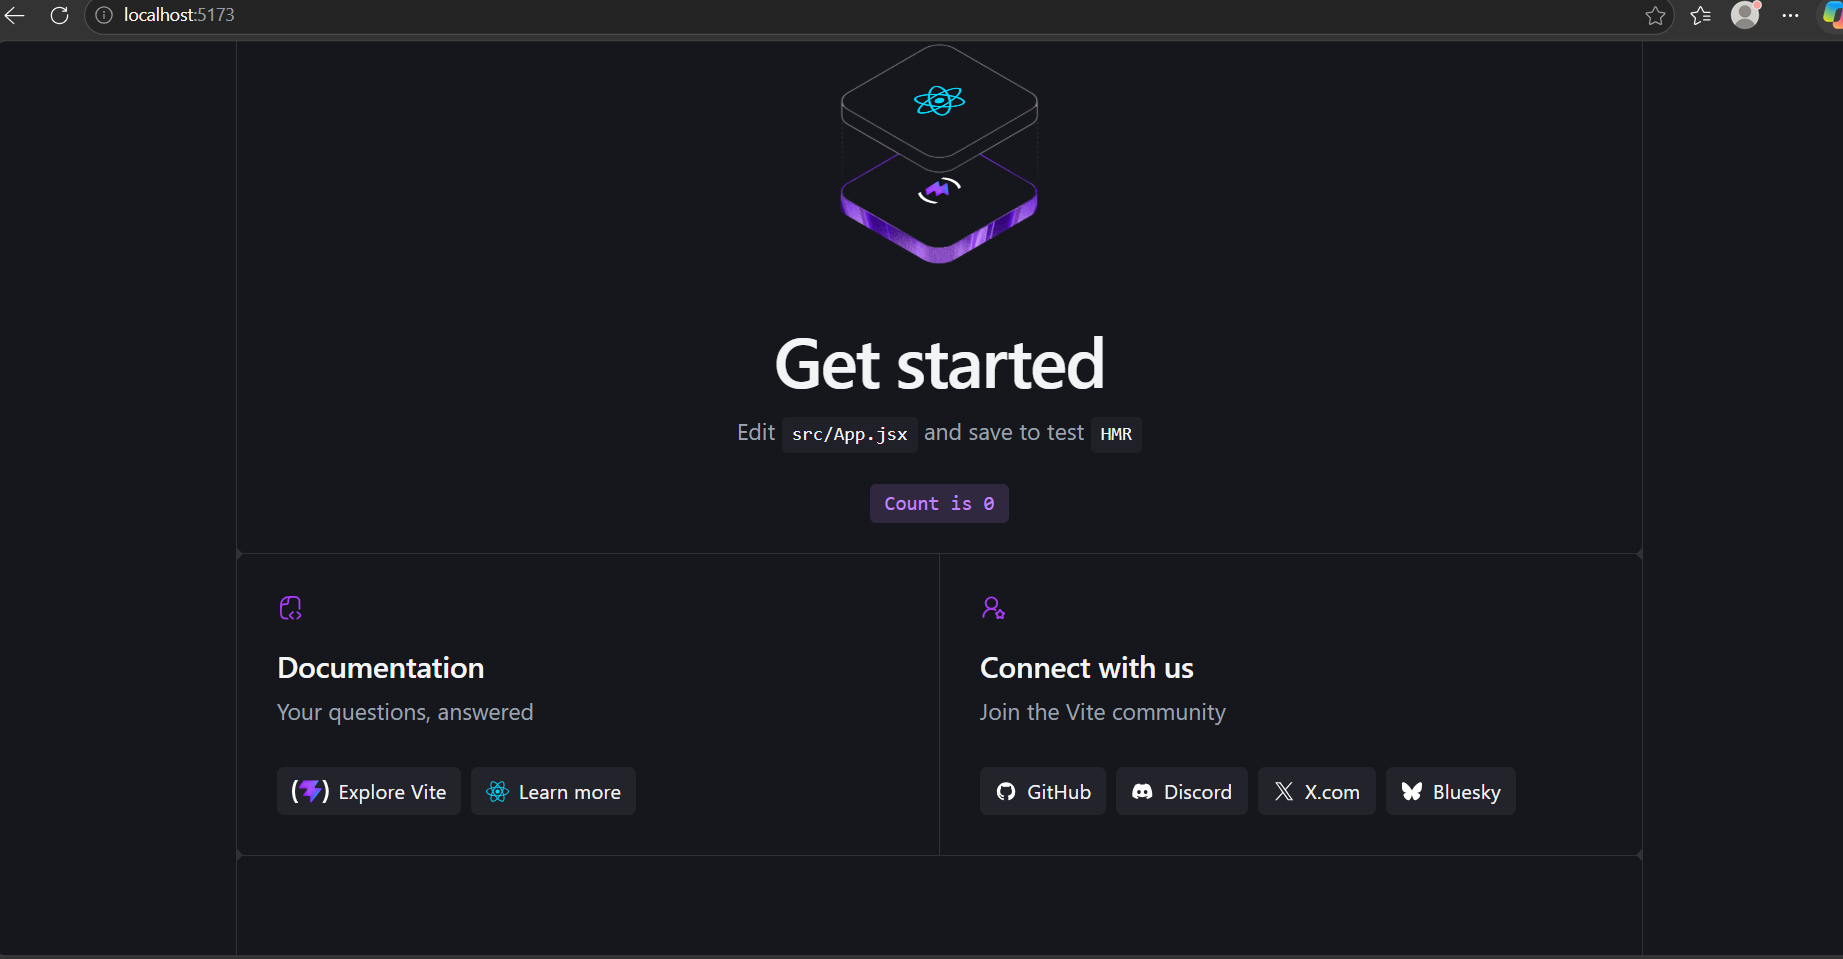 localhost:5173
Get started
Edit src/App.jsx and save to test HMR
Count is 0
Documentation
Your questions, answered
Explore Vite
Learn more
Connect with us
Join the Vite community
GitHub
Discord
X.com
Bluesky